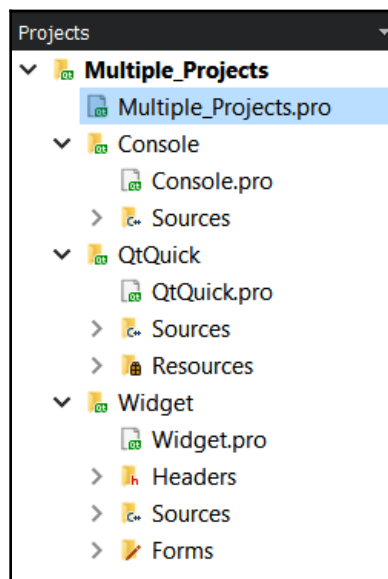 Projects
Multiple_Projects
Multiple_Projects.pro
Console
Console.pro
Sources
QtQuick
QtQuick.pro
Sources
Resources
Widget
Widget.pro
Headers
Sources
Forms